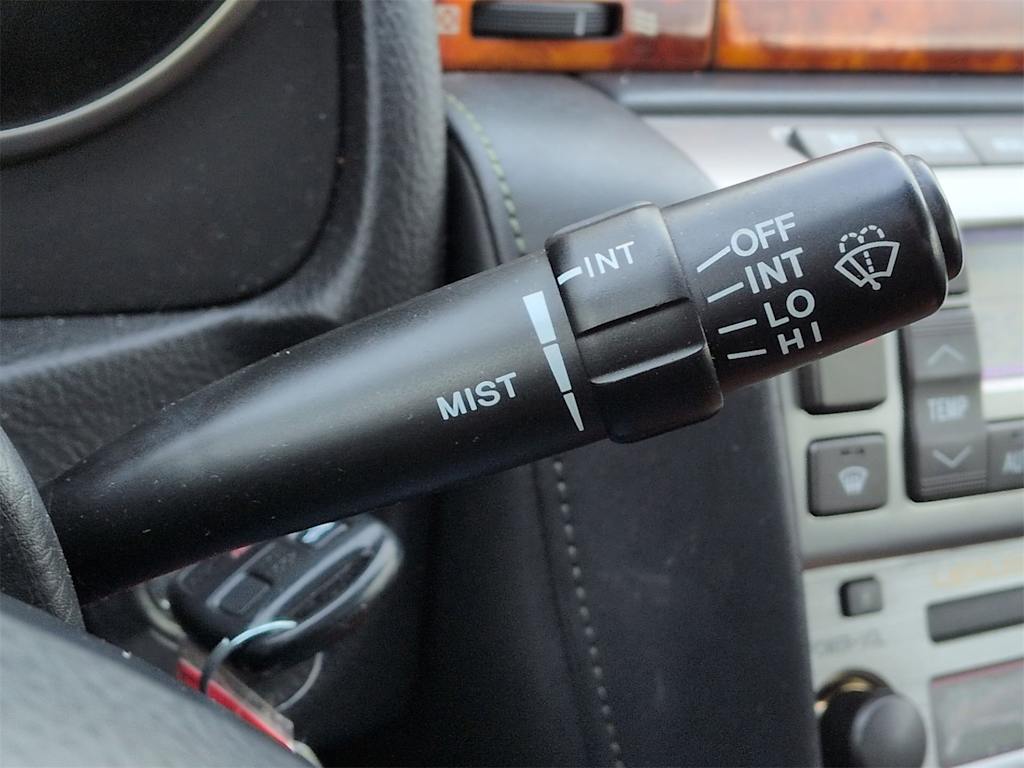 INT
OFF
INT
LO
HI
MIST
TEMP